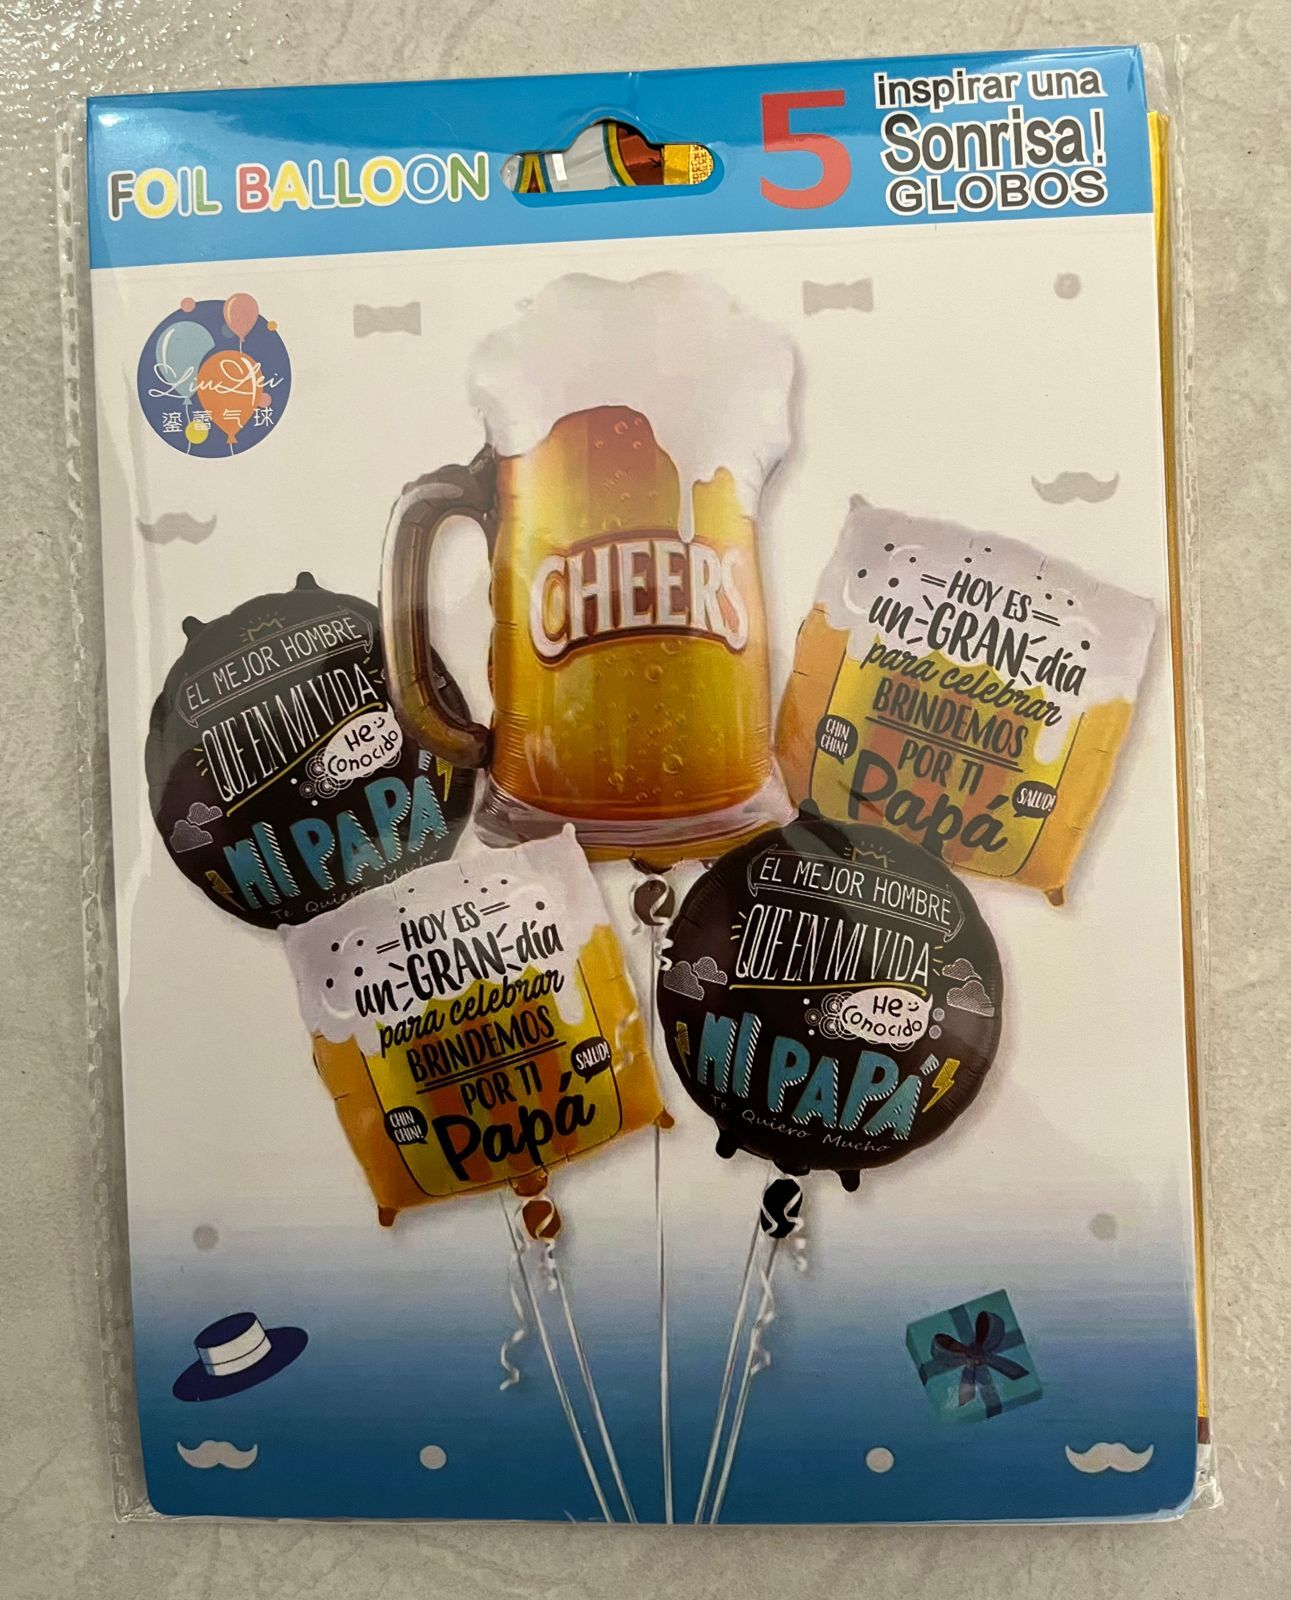 FOIL BALLOON
5
inspirar una
Sonrisa!
GLOBOS
LiuLei
鎏蕾气球
CHEERS
HOY ES
un GRAN día
para celebrar
BRINDEMOS
POR TI
Papá
CHIN
CHIN!
SALUD!
EL MEJOR HOMBRE
QUE EN MI VIDA
He
Conocido
MI PAPÁ
Te Quiero Mucho
HOY ES
un GRAN día
para celebrar
BRINDEMOS
POR TI
Papá
SALUD!
CHIN
CHIN!
EL MEJOR HOMBRE
QUE EN MI VIDA
He
Conocido
MI PAPÁ
Te Quiero Mucho